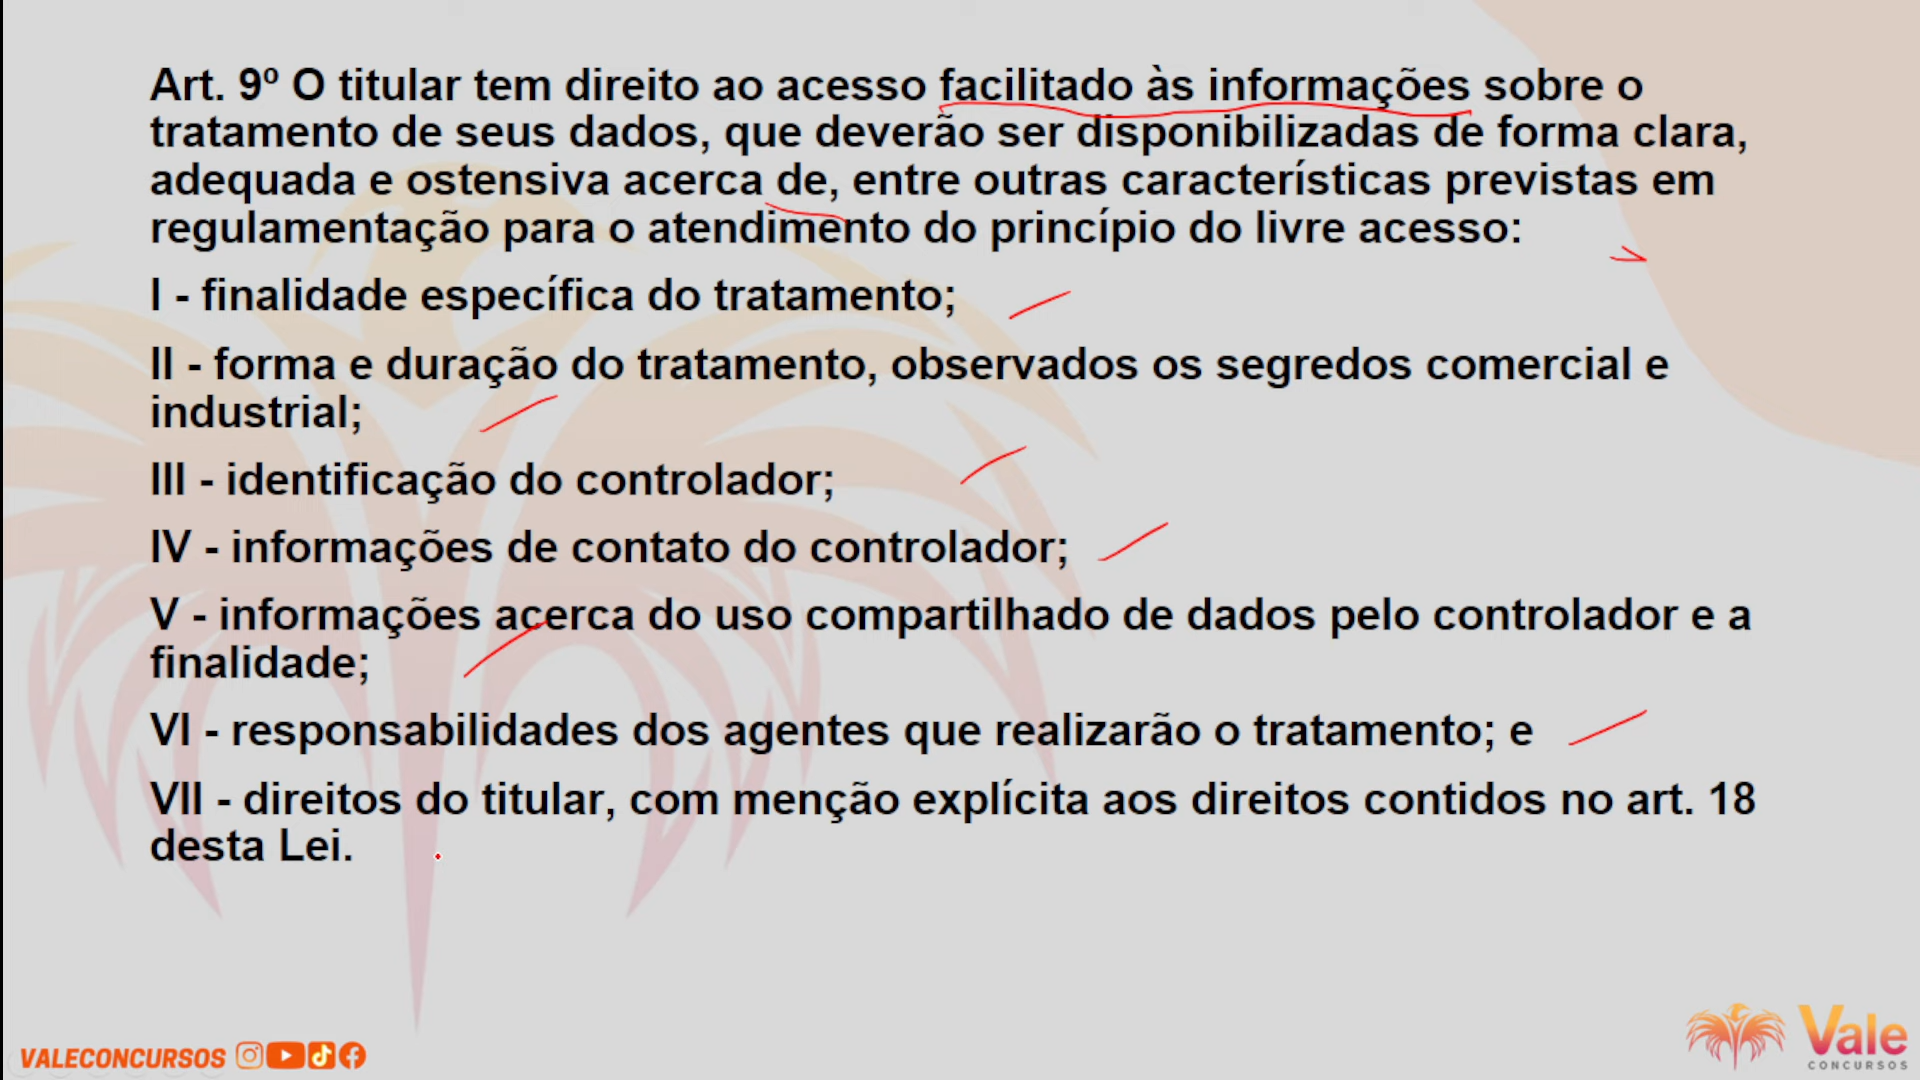 Art. 9º O titular tem direito ao acesso facilitado às informações sobre o
tratamento de seus dados, que deverão ser disponibilizadas de forma clara,
adequada e ostensiva acerca de, entre outras características previstas em
regulamentação para o atendimento do princípio do livre acesso:
I - finalidade específica do tratamento;
II - forma e duração do tratamento, observados os segredos comercial e
industrial;
III - identificação do controlador;
IV - informações de contato do controlador;
V - informações acerca do uso compartilhado de dados pelo controlador e a
finalidade;
VI - responsabilidades dos agentes que realizarão o tratamento; e
VII - direitos do titular, com menção explícita aos direitos contidos no art. 18
desta Lei.
VALECONCURSOS
Vale
CONCURSOS